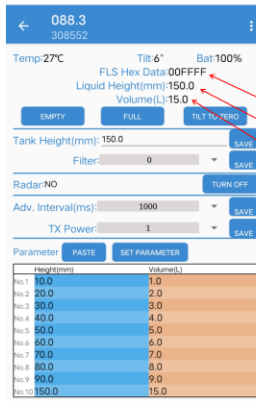 088.3
308552
Temp:27℃ Tilt:6° Bat:100%
FLS Hex Data:00FFFF
Liquid Height(mm):150.0
Volume(L):15.0
EMPTY FULL TILT TO ZERO
Tank Height(mm): 150.0 SAVE
Filter: 0 SAVE
Radar:NO TURN OFF
Adv. Interval(ms): 1000 SAVE
TX Power: 1 SAVE
Parameter PASTE SET PARAMETER
Height(mm) Volume(L)
No.1 10.0 1.0
No.2 20.0 2.0
No.3 30.0 3.0
No.4 40.0 4.0
No.5 50.0 5.0
No.6 60.0 6.0
No.7 70.0 7.0
No.8 80.0 8.0
No.9 90.0 9.0
No.10 150.0 15.0